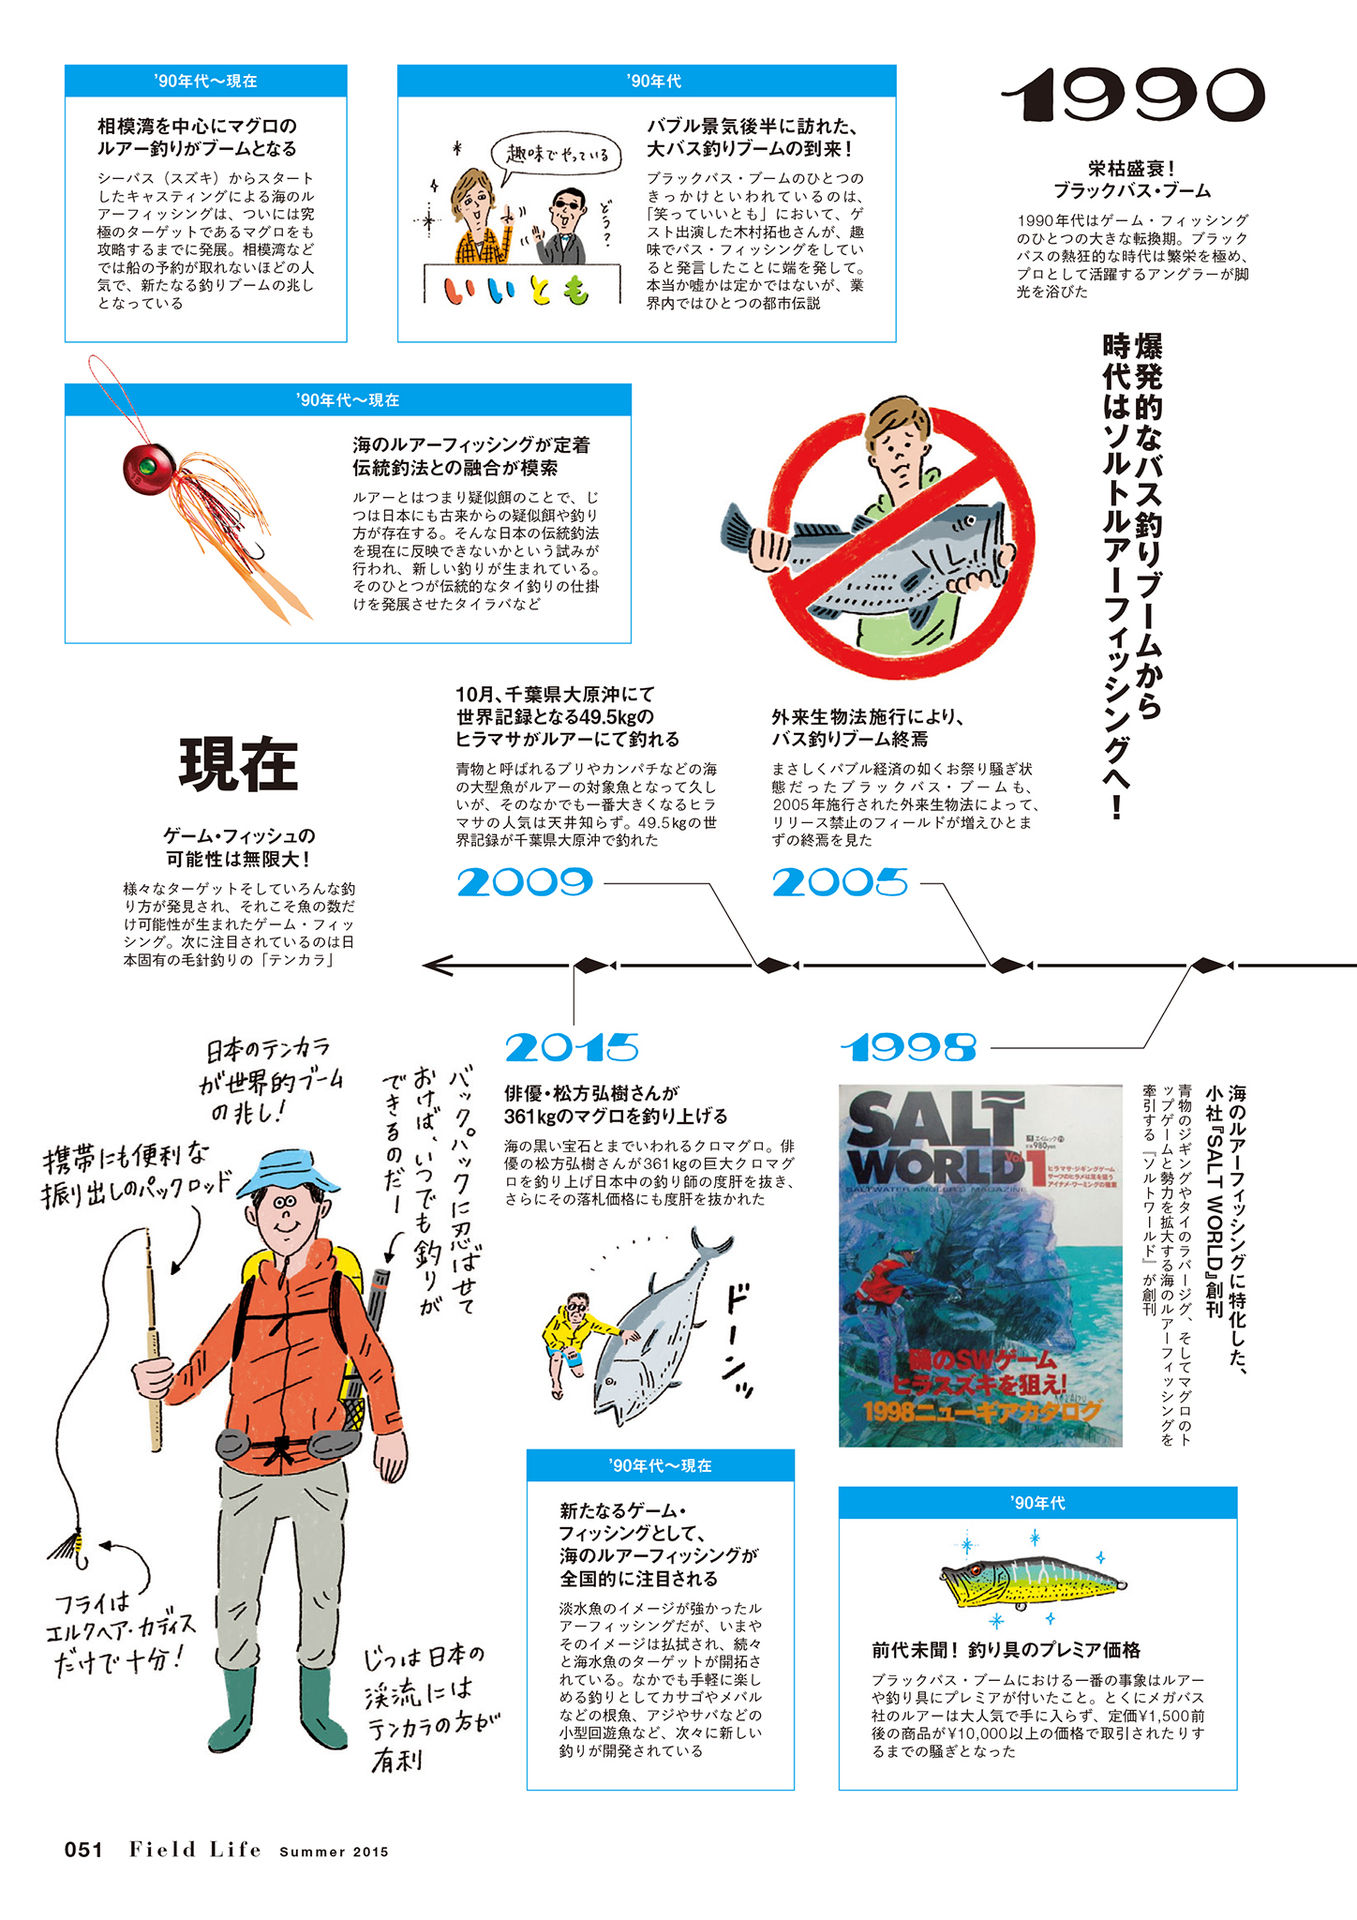 1990
栄枯盛衰!
ブラックバス・ブーム
1990年代はゲーム・フィッシング
のひとつの大きな転換期。ブラック
バスの熱狂的な時代は繁栄を極め、
プロとして活躍するアングラーが脚
光を浴びた
爆発的なバス釣りブームから
時代はソルトルアーフィッシングへ!
'90年代
バブル景気後半に訪れた、
大バス釣りブームの到来!
ブラックバス・ブームのひとつの
きっかけといわれているのは、
「笑っていいとも」において、ゲ
スト出演した木村拓也さんが、趣
味でバス・フィッシングをしてい
ると発言したことに端を発して。
本当か嘘かは定かではないが、業
界内ではひとつの都市伝説
趣味でやっている
どう?
いいとも
'90年代〜現在
相模湾を中心にマグロの
ルアー釣りがブームとなる
シーバス（スズキ）からスタート
したキャスティングによる海のル
アーフィッシングは、ついには究
極のターゲットであるマグロをも
攻略するまでに発展。相模湾など
では船の予約が取れないほどの人
気で、新たなる釣りブームの兆し
となっている
'90年代〜現在
海のルアーフィッシングが定着
伝統釣法との融合が模索
ルアーとはつまり疑似餌のことで、じ
つは日本にも古来からの疑似餌や釣り
方が存在する。そんな日本の伝統釣法
を現在に反映できないかという試みが
行われ、新しい釣りが生まれている。
そのひとつが伝統的なタイ釣りの仕掛
けを発展させたタイラバなど
外来生物法施行により、
バス釣りブーム終焉
まさしくバブル経済の如くお祭り騒ぎ状
態だったブラックバス・ブームも、
2005年施行された外来生物法によって、
リリース禁止のフィールドが増えひとま
ずの終焉を見た
2005
10月、千葉県大原沖にて
世界記録となる49.5kgの
ヒラマサがルアーにて釣れる
青物と呼ばれるブリやカンパチなどの海
の大型魚がルアーの対象魚となって久し
いが、そのなかでも一番大きくなるヒラ
マサの人気は天井知らず。49.5kgの世
界記録が千葉県大原沖で釣れた
2009
現在
ゲーム・フィッシュの
可能性は無限大!
様々なターゲットそしていろんな釣
り方が発見され、それこそ魚の数だ
け可能性が生まれたゲーム・フィッ
シング。次に注目されているのは日
本固有の毛針釣りの「テンカラ」
1998
海のルアーフィッシングに特化した、
小社『SALT WORLD』創刊
青物のジギングやタイのラバージグ、そしてマグロのト
ップゲームと勢力を拡大する海のルアーフィッシングを
牽引する『ソルトワールド』が創刊
SALT
WORLD
Vol.1
エイムック
980yen
ヒラマサ・ジギングゲーム
サーフのヒラメは産を狙う
アイナメ・ワーミングの極意
SALTWATER ANGLER'S MAGAZINE
磯のSWゲーム
ヒラスズキを狙え!
1998ニューギアカタログ
'90年代
前代未聞! 釣り具のプレミア価格
ブラックバス・ブームにおける一番の事象はルアー
や釣り具にプレミアが付いたこと。とくにメガバス
社のルアーは大人気で手に入らず、定価¥1,500前
後の商品が¥10,000以上の価格で取引されたりす
るまでの騒ぎとなった
2015
俳優・松方弘樹さんが
361kgのマグロを釣り上げる
海の黒い宝石とまでいわれるクロマグロ。俳
優の松方弘樹さんが361kgの巨大クロマグ
ロを釣り上げ日本中の釣り師の度肝を抜き、
さらにその落札価格にも度肝を抜かれた
ドーンッ
'90年代〜現在
新たなるゲーム・
フィッシングとして、
海のルアーフィッシングが
全国的に注目される
淡水魚のイメージが強かったル
アーフィッシングだが、いまや
そのイメージは払拭され、続々
と海水魚のターゲットが開拓さ
れている。なかでも手軽に楽し
める釣りとしてカサゴやメバル
などの根魚、アジやサバなどの
小型回遊魚など、次々に新しい
釣りが開発されている
日本のテンカラ
が世界的ブーム
の兆し!
バックパックに忍ばせて
おけば、いつでも釣りが
できるのだー
携帯にも便利な
振り出しのパックロッド
フライは
エルクヘア・カディス
だけで十分!
じつは日本の
渓流には
テンカラの方が
有利
051 Field Life Summer 2015